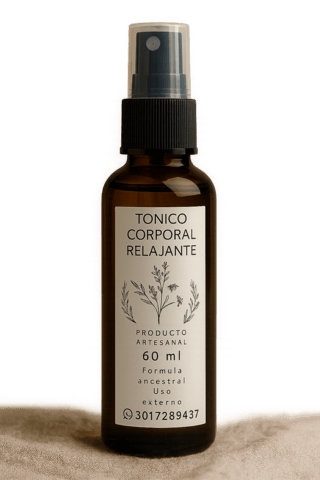 TONICO
CORPORAL
RELAJANTE
PRODUCTO
ARTESANAL
60 ml
Formula
ancestral
Uso
externo
3017289437